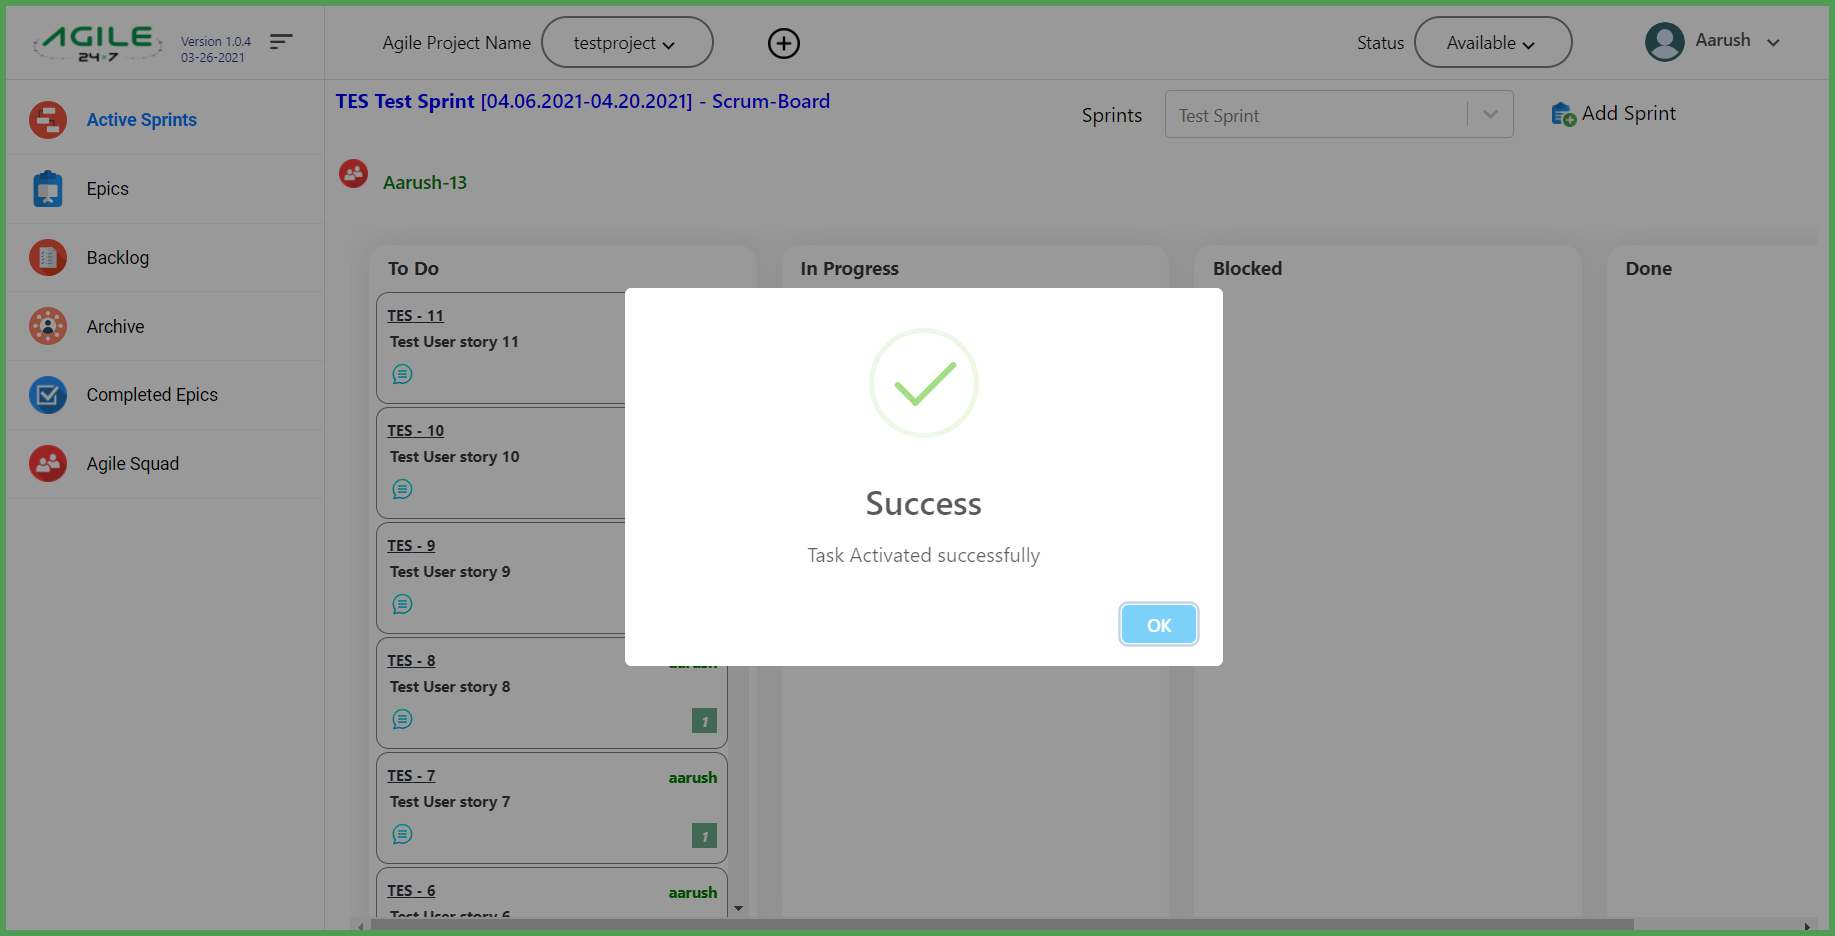 AGILE
24×7
Version 1.0.4
03-26-2021
Agile Project Name
testproject
Status
Available
Aarush
Active Sprints
Epics
Backlog
Archive
Completed Epics
Agile Squad
TES Test Sprint [04.06.2021-04.20.2021] - Scrum-Board
Sprints
Test Sprint
Add Sprint
Aarush-13
To Do
In Progress
Blocked
Done
TES - 11
Test User story 11
TES - 10
Test User story 10
TES - 9
Test User story 9
TES - 8
Test User story 8
1
TES - 7
aarush
Test User story 7
1
TES - 6
aarush
Test User story 6
Success
Task Activated successfully
OK